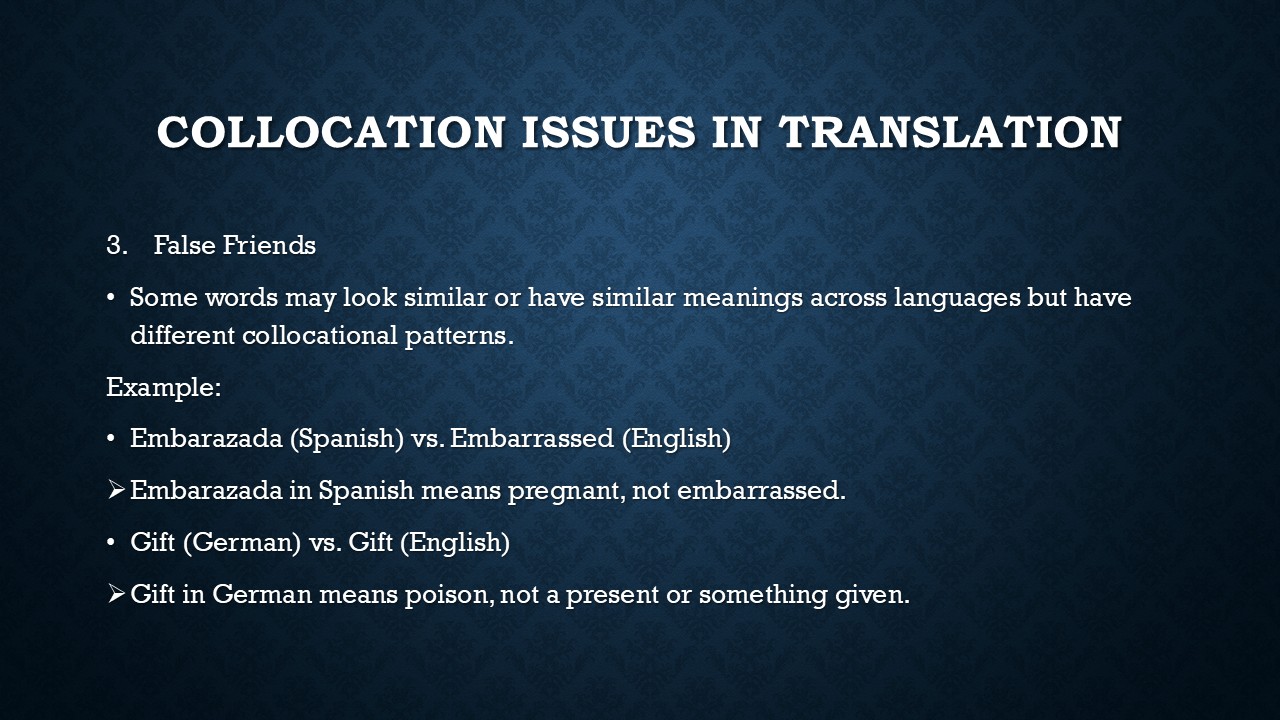 COLLOCATION ISSUES IN TRANSLATION
3. False Friends
• Some words may look similar or have similar meanings across languages but have
different collocational patterns.
Example:
• Embarazada (Spanish) vs. Embarrassed (English)
➢Embarazada in Spanish means pregnant, not embarrassed.
• Gift (German) vs. Gift (English)
➢Gift in German means poison, not a present or something given.